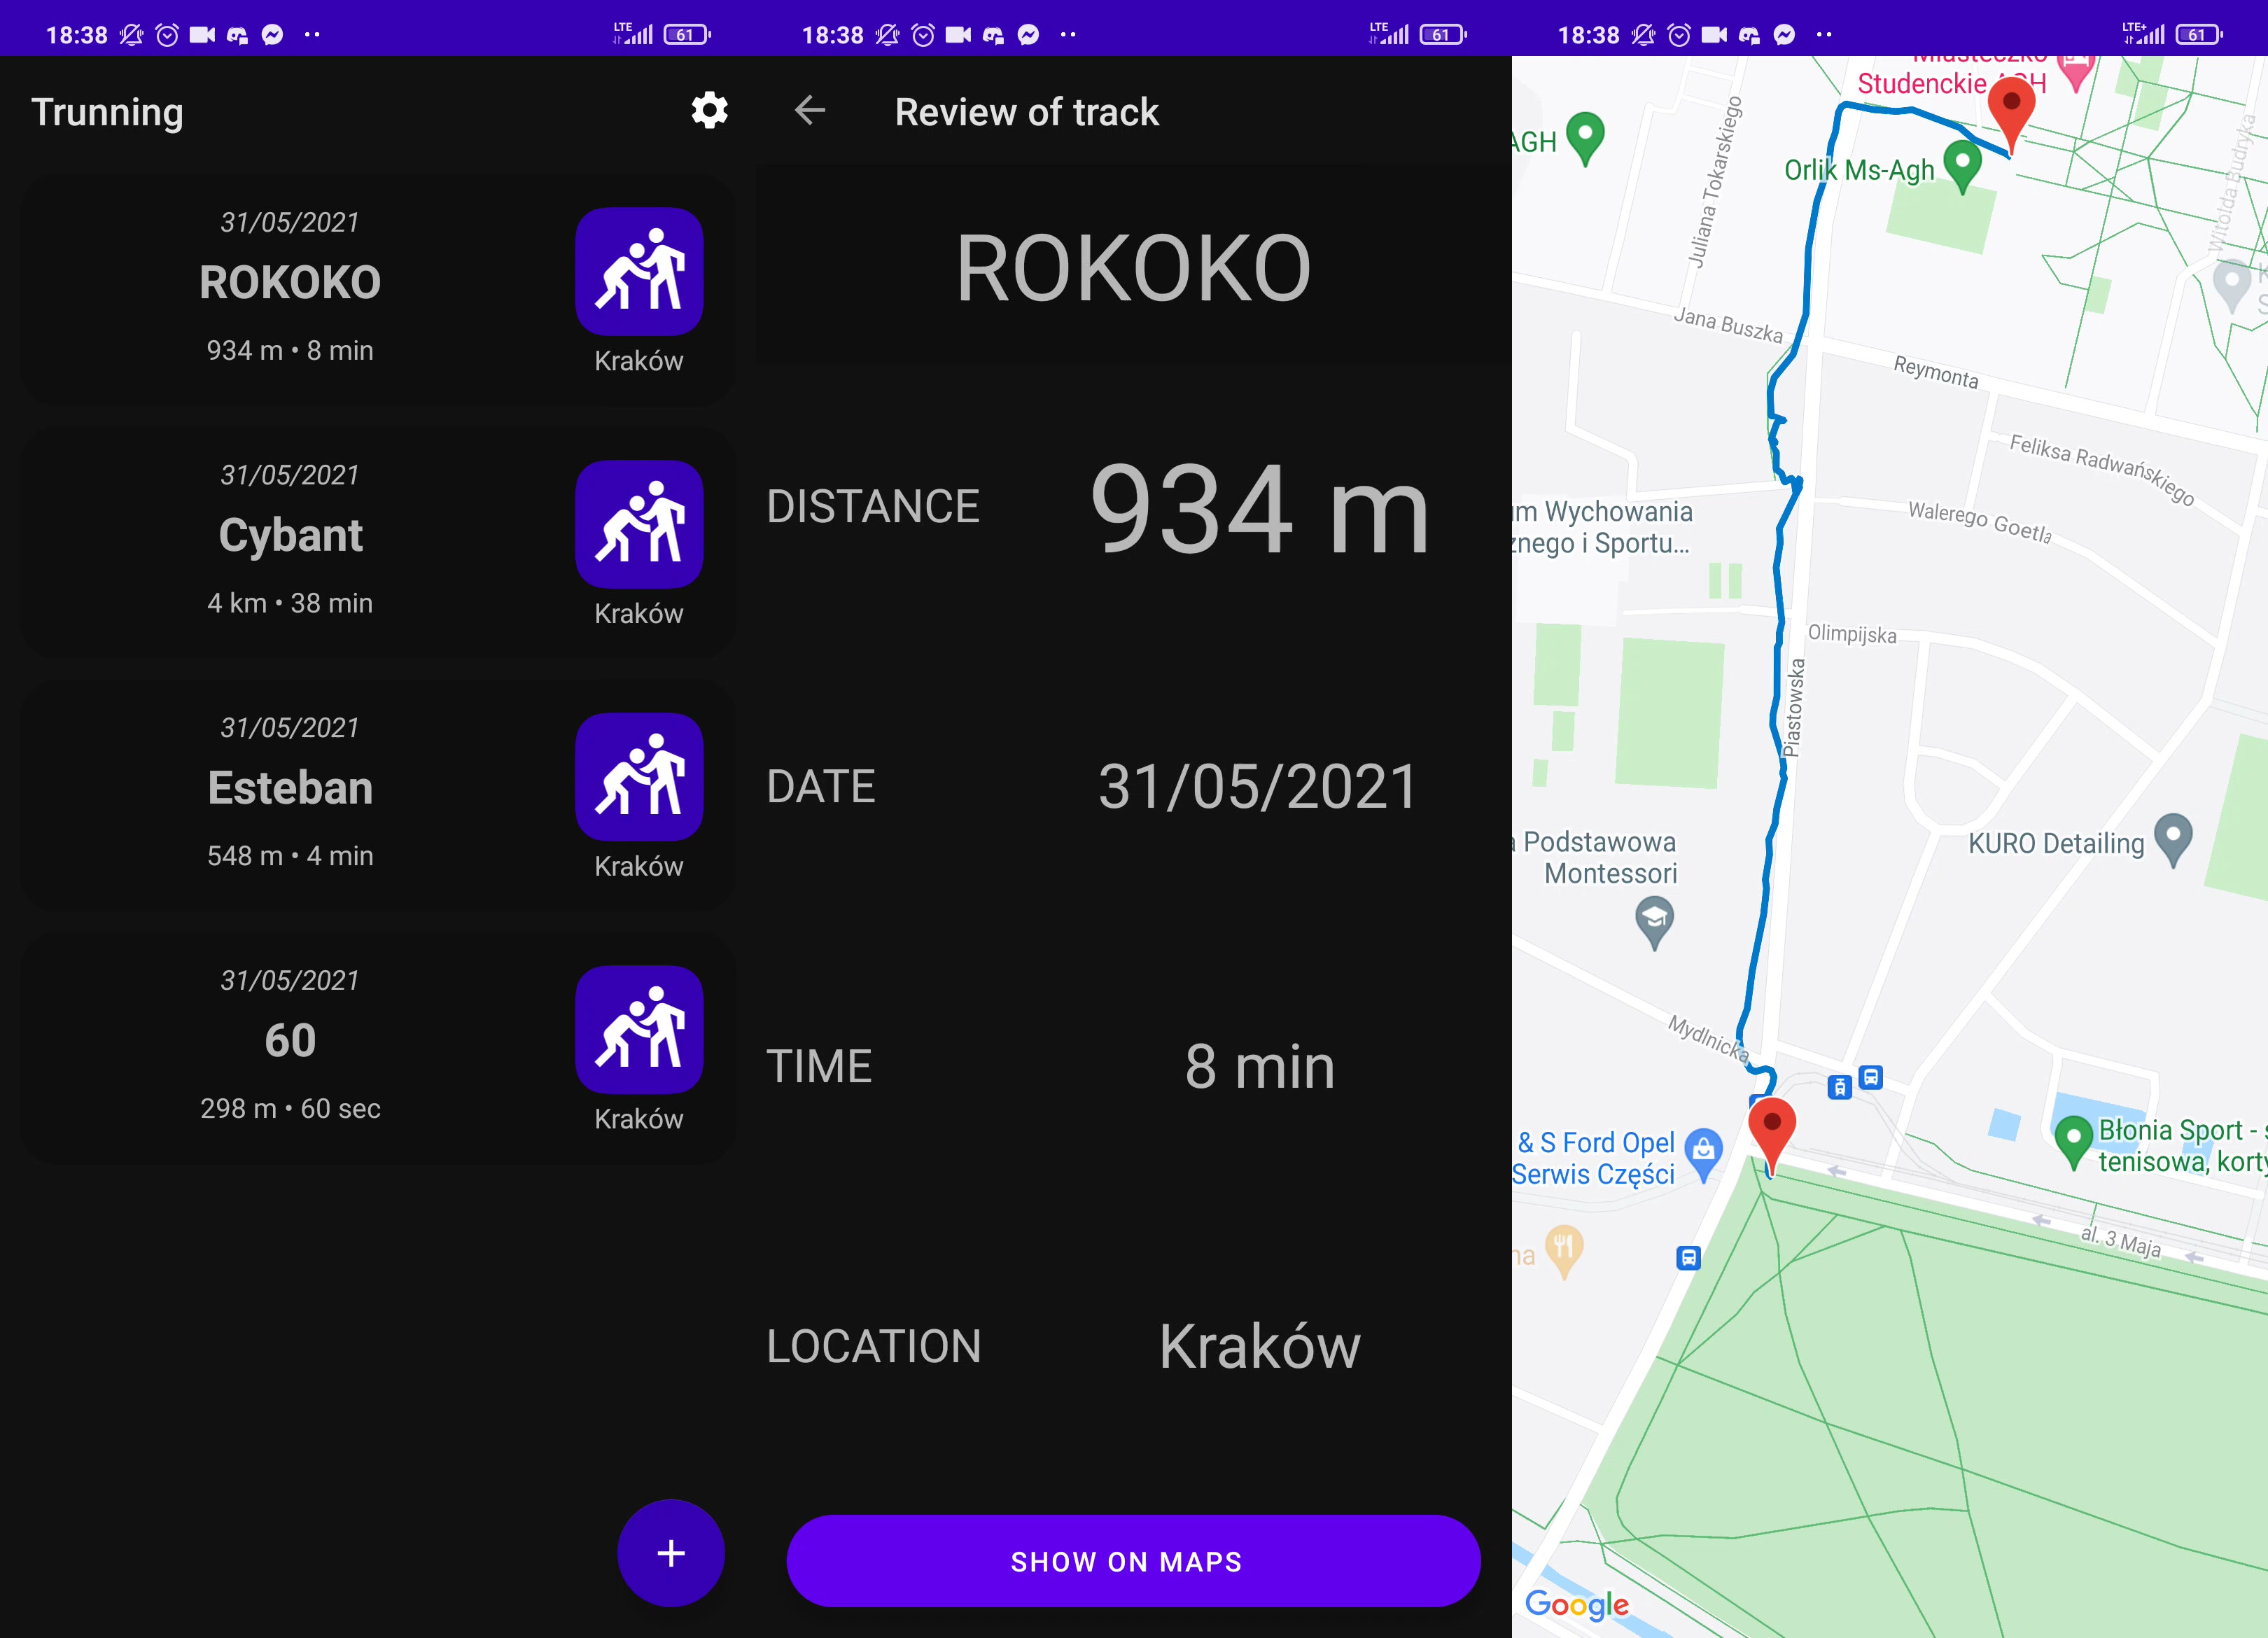 18:38
LTE
61
Trunning
31/05/2021
ROKOKO
934 m • 8 min
Kraków
31/05/2021
Cybant
4 km • 38 min
Kraków
31/05/2021
Esteban
548 m • 4 min
Kraków
31/05/2021
60
298 m • 60 sec
Kraków
+
18:38
LTE
61
Review of track
ROKOKO
DISTANCE
934 m
DATE
31/05/2021
TIME
8 min
LOCATION
Kraków
SHOW ON MAPS
18:38
LTE+
61
Miasteczko
Studenckie AGH
AGH
Juliana Tokarskiego
Orlik Ms-Agh
Witolda Budryka
Jana Buszka
Reymonta
Feliksa Radwańskiego
Walerego Goetla
um Wychowania
znego i Sportu...
Olimpijska
Piastowska
a Podstawowa
Montessori
KURO Detailing
Mydlnicka
& S Ford Opel
Serwis Części
Błonia Sport - s
tenisowa, korty
na
al. 3 Maja
Google